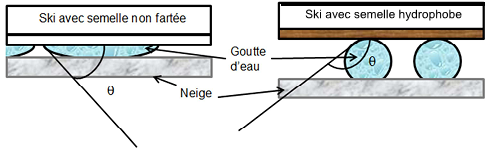 Ski avec semelle non fartée
Ski avec semelle hydrophobe
Goutte
d'eau
θ
θ
Neige